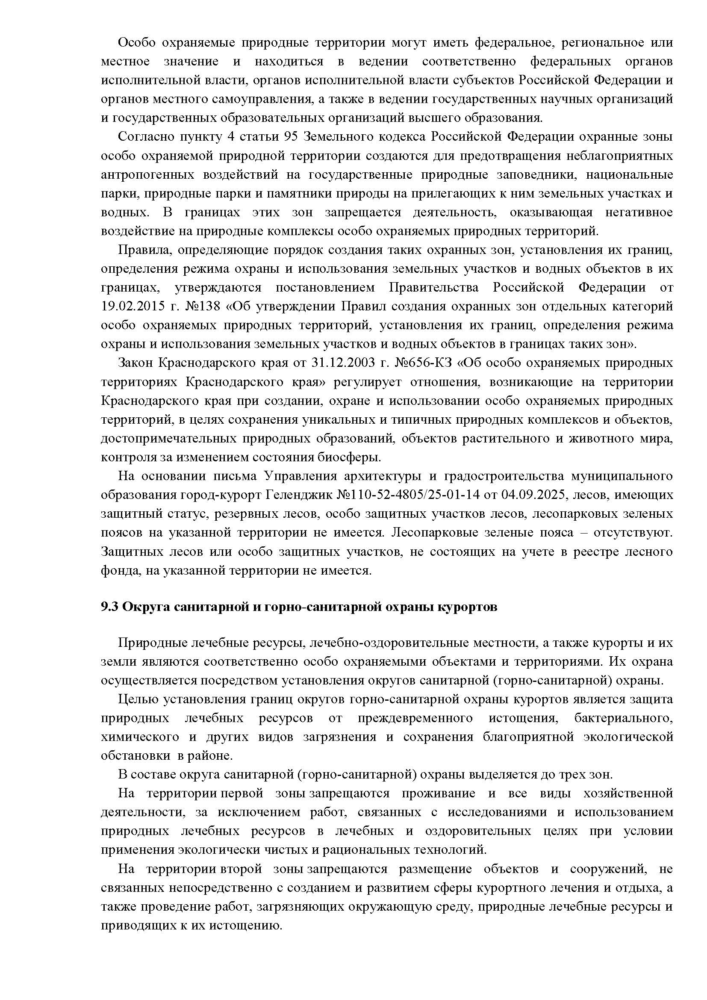 Особо охраняемые природные территории могут иметь федеральное, региональное или
местное значение и находиться в ведении соответственно федеральных органов
исполнительной власти, органов исполнительной власти субъектов Российской Федерации и
органов местного самоуправления, а также в ведении государственных научных организаций
и государственных образовательных организаций высшего образования.
Согласно пункту 4 статьи 95 Земельного кодекса Российской Федерации охранные зоны
особо охраняемой природной территории создаются для предотвращения неблагоприятных
антропогенных воздействий на государственные природные заповедники, национальные
парки, природные парки и памятники природы на прилегающих к ним земельных участках и
водных. В границах этих зон запрещается деятельность, оказывающая негативное
воздействие на природные комплексы особо охраняемых природных территорий.
Правила, определяющие порядок создания таких охранных зон, установления их границ,
определения режима охраны и использования земельных участков и водных объектов в их
границах, утверждаются постановлением Правительства Российской Федерации от
19.02.2015 г. №138 «Об утверждении Правил создания охранных зон отдельных категорий
особо охраняемых природных территорий, установления их границ, определения режима
охраны и использования земельных участков и водных объектов в границах таких зон».
Закон Краснодарского края от 31.12.2003 г. №656-КЗ «Об особо охраняемых природных
территориях Краснодарского края» регулирует отношения, возникающие на территории
Краснодарского края при создании, охране и использовании особо охраняемых природных
территорий, в целях сохранения уникальных и типичных природных комплексов и объектов,
достопримечательных природных образований, объектов растительного и животного мира,
контроля за изменением состояния биосферы.
На основании письма Управления архитектуры и градостроительства муниципального
образования город-курорт Геленджик №110-52-4805/25-01-14 от 04.09.2025, лесов, имеющих
защитный статус, резервных лесов, особо защитных участков лесов, лесопарковых зеленых
поясов на указанной территории не имеется. Лесопарковые зеленые пояса – отсутствуют.
Защитных лесов или особо защитных участков, не состоящих на учете в реестре лесного
фонда, на указанной территории не имеется.
9.3 Округа санитарной и горно-санитарной охраны курортов
Природные лечебные ресурсы, лечебно-оздоровительные местности, а также курорты и их
земли являются соответственно особо охраняемыми объектами и территориями. Их охрана
осуществляется посредством установления округов санитарной (горно-санитарной) охраны.
Целью установления границ округов горно-санитарной охраны курортов является защита
природных лечебных ресурсов от преждевременного истощения, бактериального,
химического и других видов загрязнения и сохранения благоприятной экологической
обстановки в районе.
В составе округа санитарной (горно-санитарной) охраны выделяется до трех зон.
На территории первой зоны запрещаются проживание и все виды хозяйственной
деятельности, за исключением работ, связанных с исследованиями и использованием
природных лечебных ресурсов в лечебных и оздоровительных целях при условии
применения экологически чистых и рациональных технологий.
На территории второй зоны запрещаются размещение объектов и сооружений, не
связанных непосредственно с созданием и развитием сферы курортного лечения и отдыха, а
также проведение работ, загрязняющих окружающую среду, природные лечебные ресурсы и
приводящих к их истощению.